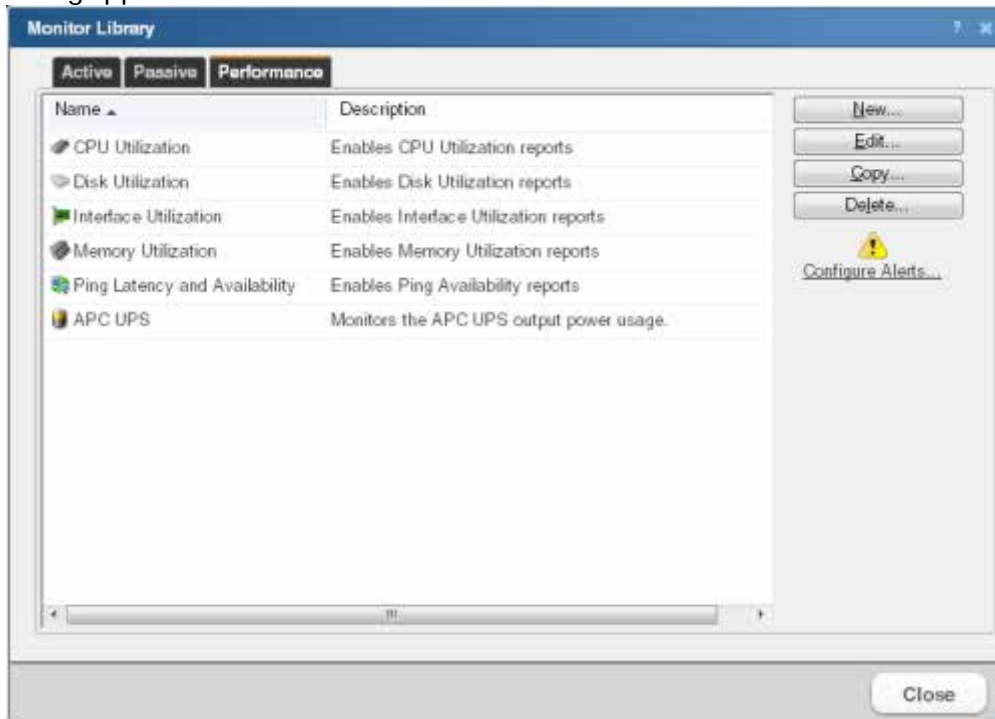 Monitor Library
Active Passive Performance
Name Description
CPU Utilization Enables CPU Utilization reports
Disk Utilization Enables Disk Utilization reports
Interface Utilization Enables Interface Utilization reports
Memory Utilization Enables Memory Utilization reports
Ping Latency and Availability Enables Ping Availability reports
APC UPS Monitors the APC UPS output power usage.
New...
Edit...
Copy...
Delete...
Configure Alerts...
Close